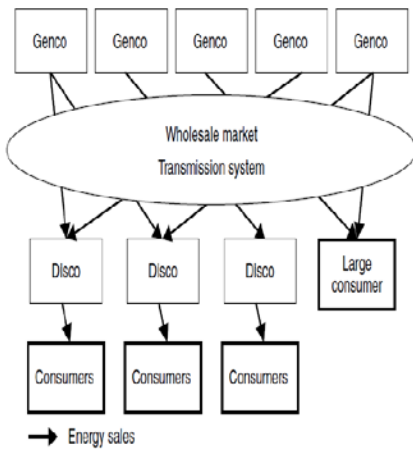 Genco Genco Genco Genco Genco
Wholesale market
Transmission system
Disco Disco Disco Large
consumer
Consumers Consumers Consumers
Energy sales